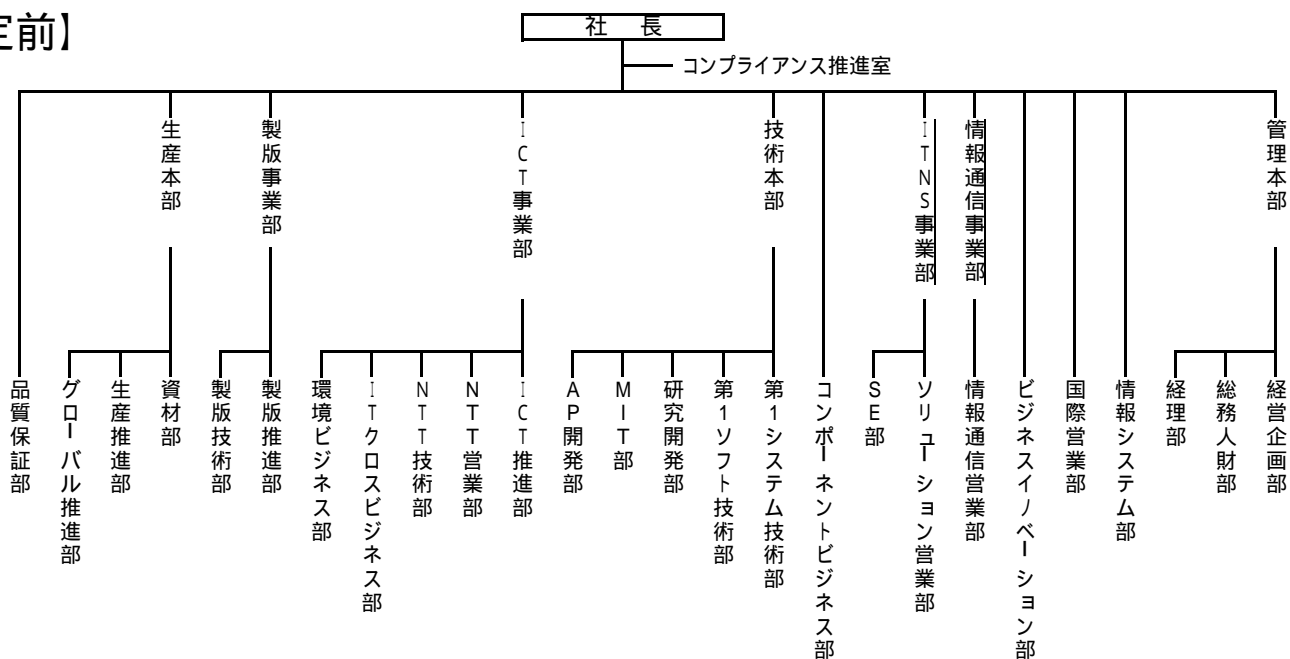 定前】
社　長
コンプライアンス推進室
生産本部
製版事業部
ICT事業部
技術本部
ITNS事業部
情報通信事業部
管理本部
品質保証部
グローバル推進部
生産推進部
資材部
製版技術部
製版推進部
環境ビジネス部
ITクロスビジネス部
NTT技術部
NTT営業部
ICT推進部
AP開発部
MIT部
研究開発部
第1ソフト技術部
第1システム技術部
コンポーネントビジネス部
SE部
ソリューション営業部
情報通信営業部
ビジネスイノベーション部
国際営業部
情報システム部
経理部
総務人財部
経営企画部